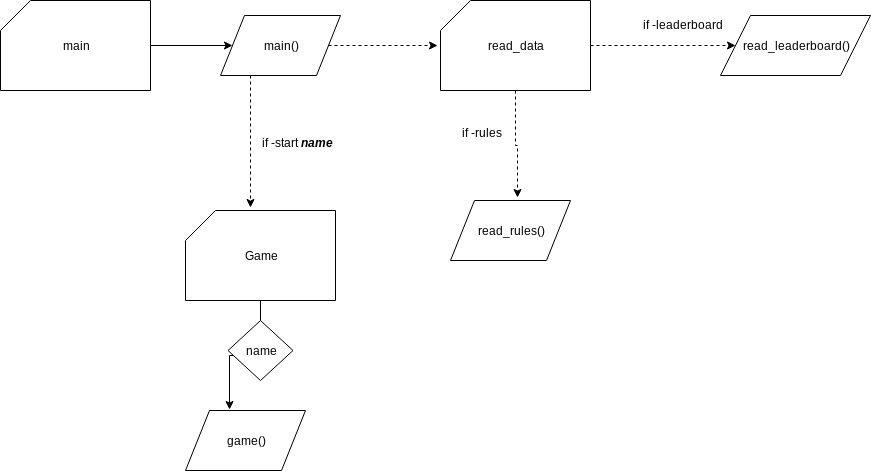 main
main()
read_data
if -leaderboard
read_leaderboard()
if -rules
if -start name
read_rules()
Game
name
game()